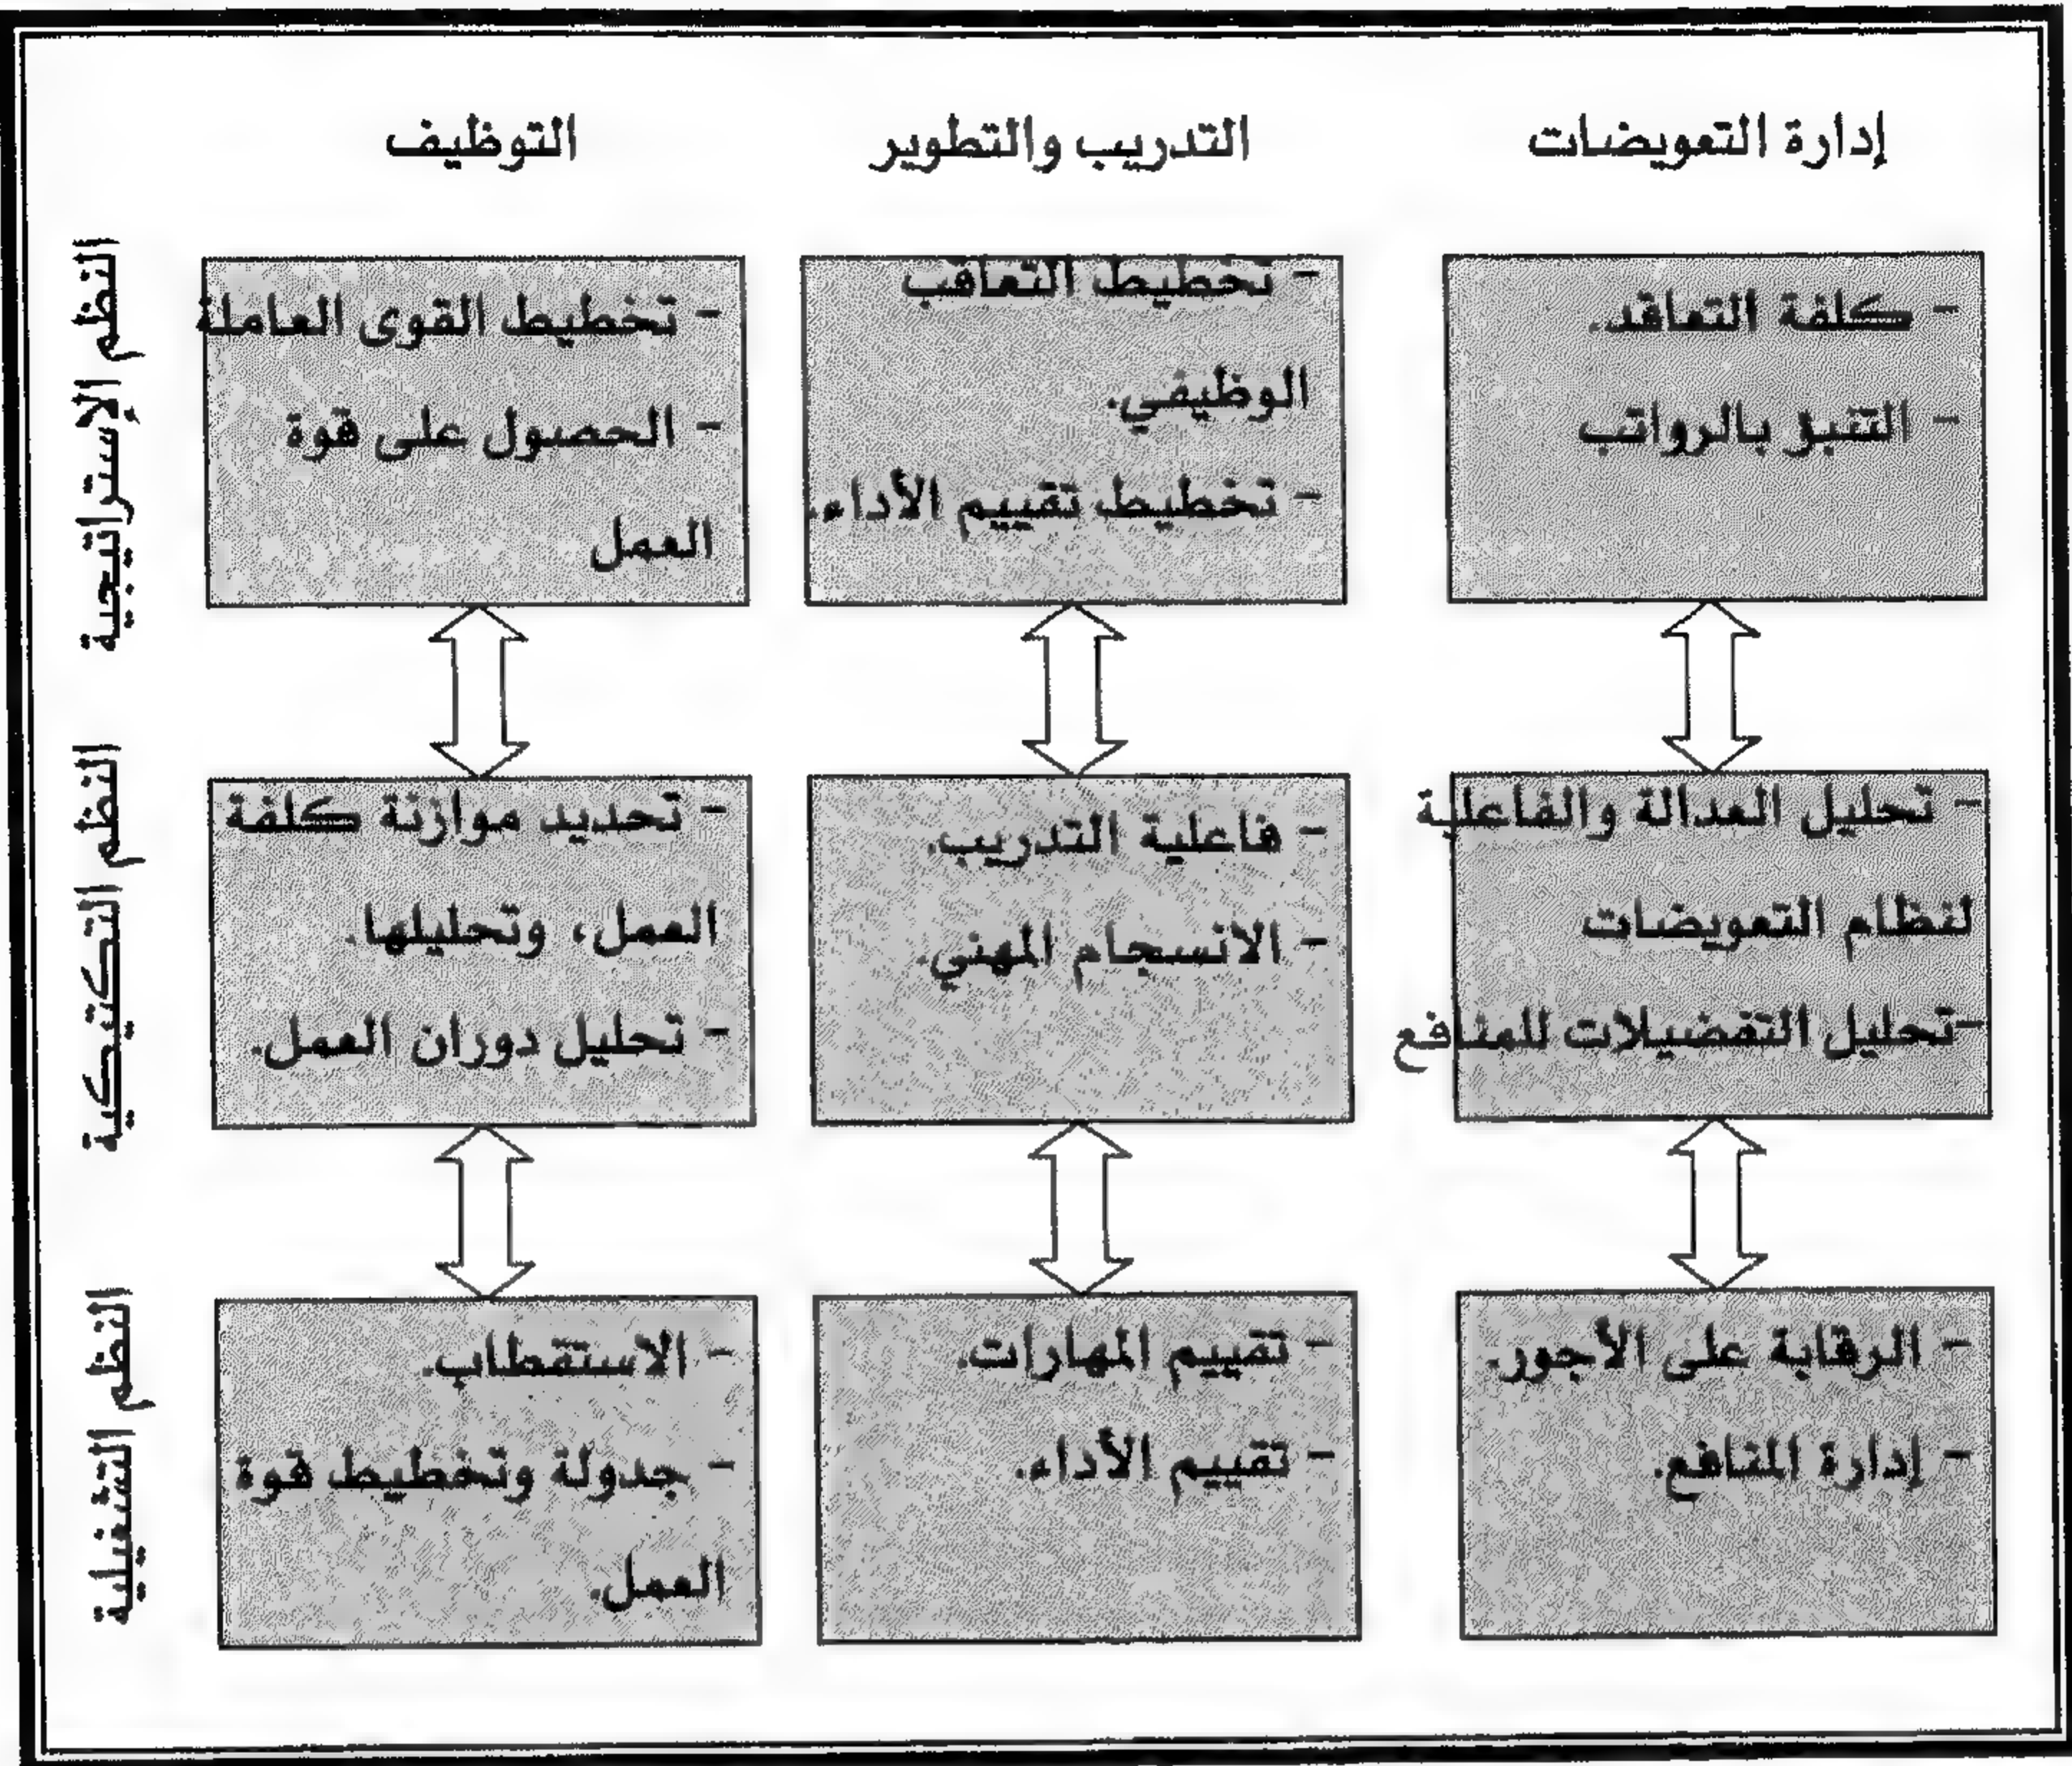 إدارة التعويضات
التدريب والتطوير
التوظيف
النظم الإستراتيجية
- كلفة التعاقد.
- التنبؤ بالرواتب
- تخطيط التعاقب
الوظيفي.
- تخطيط تقييم الأداء.
- تخطيط القوى العاملة
- الحصول على قوة
العمل
النظم التكتيكية
- تحليل العدالة والفاعلية
لنظام التعويضات
-تحليل التفضيلات للمنافع
- فاعلية التدريب.
- الانسجام المهني.
- تحديد موازنة كلفة
العمل، وتحليلها.
- تحليل دوران العمل.
النظم التشغيلية
- الرقابة على الأجور.
- إدارة المنافع.
- تقييم المهارات.
- تقييم الأداء.
- الاستقطاب.
- جدولة وتخطيط قوة
العمل.